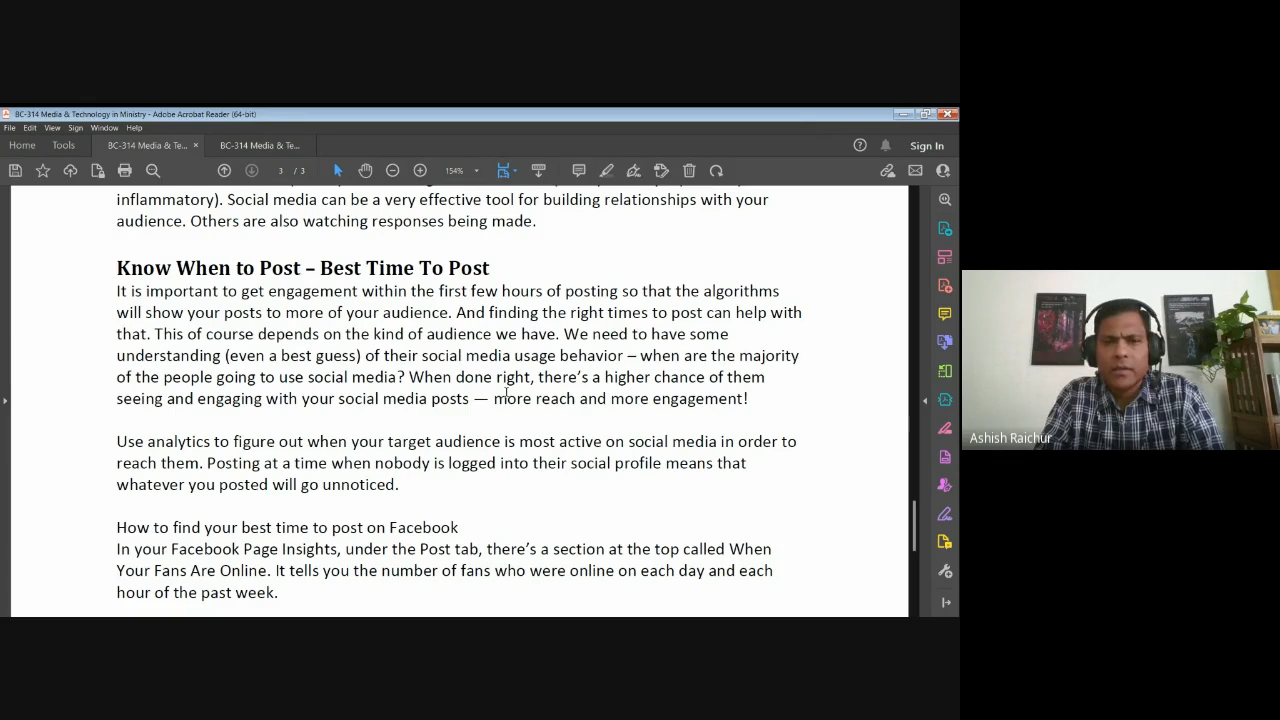 BC-314 Media & Technology in Ministry - Adobe Acrobat Reader (64-bit)
File Edit View Sign Window Help
Home Tools BC-314 Media & Te... × BC-314 Media & Te... Sign In
3 / 3 154%
inflammatory). Social media can be a very effective tool for building relationships with your
audience. Others are also watching responses being made.
Know When to Post – Best Time To Post
It is important to get engagement within the first few hours of posting so that the algorithms
will show your posts to more of your audience. And finding the right times to post can help with
that. This of course depends on the kind of audience we have. We need to have some
understanding (even a best guess) of their social media usage behavior – when are the majority
of the people going to use social media? When done right, there's a higher chance of them
seeing and engaging with your social media posts — more reach and more engagement!
Use analytics to figure out when your target audience is most active on social media in order to
reach them. Posting at a time when nobody is logged into their social profile means that
whatever you posted will go unnoticed.
How to find your best time to post on Facebook
In your Facebook Page Insights, under the Post tab, there's a section at the top called When
Your Fans Are Online. It tells you the number of fans who were online on each day and each
hour of the past week.
Ashish Raichur